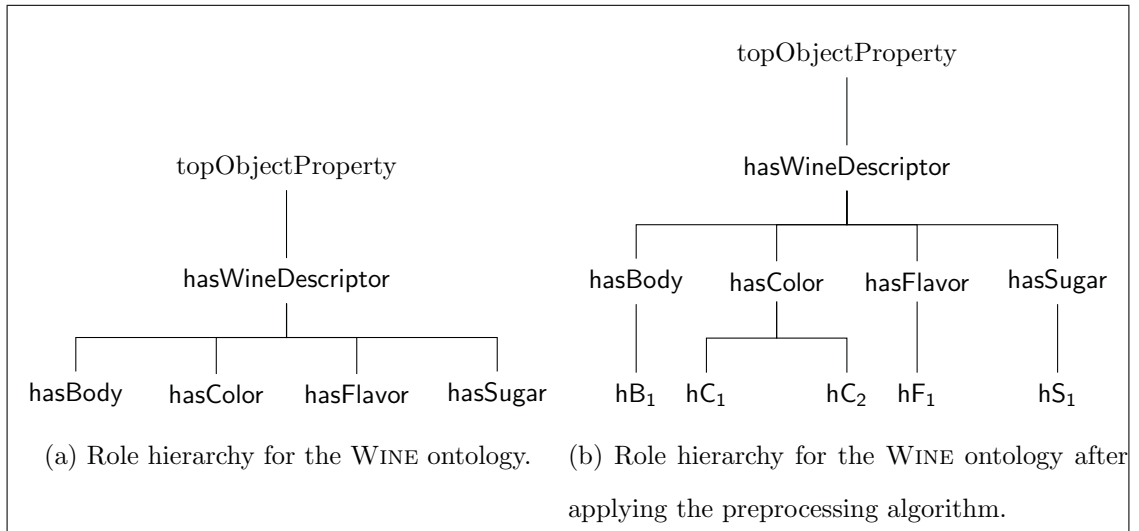 topObjectProperty
hasWineDescriptor
hasBody hasColor hasFlavor hasSugar
(a) Role hierarchy for the WINE ontology.
topObjectProperty
hasWineDescriptor
hasBody hasColor hasFlavor hasSugar
hB₁ hC₁ hC₂ hF₁ hS₁
(b) Role hierarchy for the WINE ontology after
applying the preprocessing algorithm.